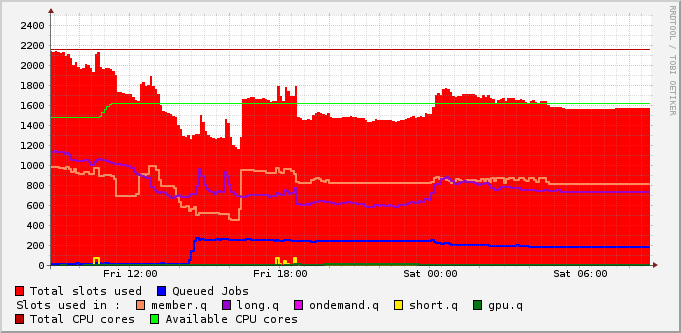 RRDTOOL / TOBI OETIKER
2400
2200
2000
1800
1600
1400
1200
1000
800
600
400
200
0
Fri 12:00 Fri 18:00 Sat 00:00 Sat 06:00
Total slots used Queued Jobs
Slots used in : member.q long.q ondemand.q short.q gpu.q
Total CPU cores Available CPU cores